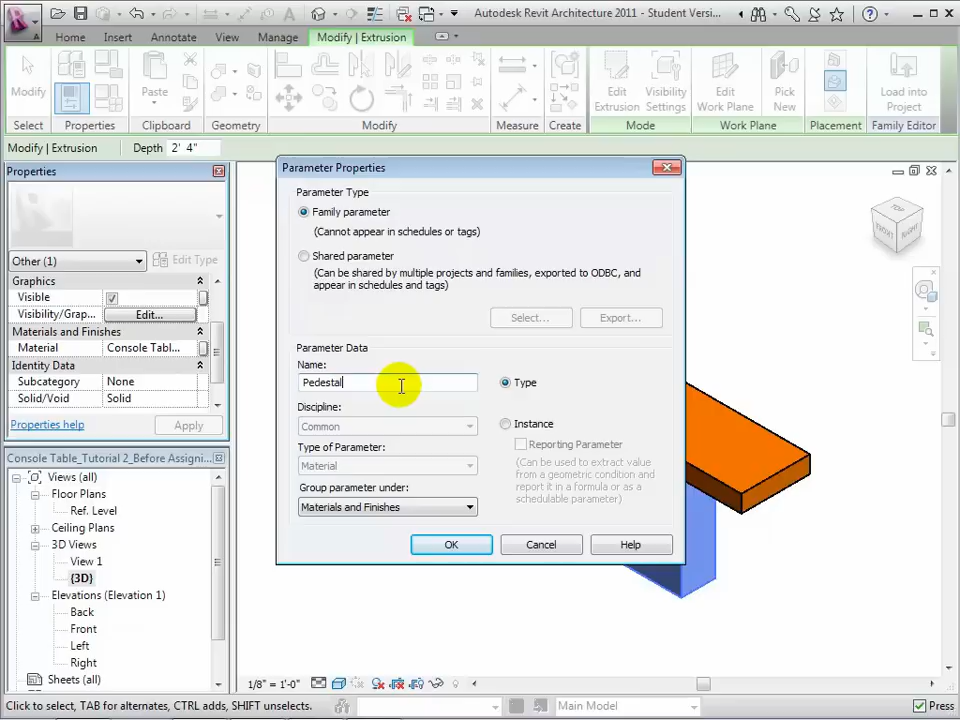 Autodesk Revit Architecture 2011 - Student Versi...
Home Insert Annotate View Manage Modify | Extrusion
Modify Paste Edit Extrusion Visibility Settings Edit Work Plane Pick New Load into Project
Select Properties Clipboard Geometry Modify Measure Create Mode Work Plane Placement Family Editor
Modify | Extrusion Depth 2' 4"
Properties
Other (1) Edit Type
Graphics
Visible
Visibility/Grap... Edit...
Materials and Finishes
Material Console Tabl...
Identity Data
Subcategory None
Solid/Void Solid
Properties help Apply
Console Table_Tutorial 2_Before Assigni...
Views (all)
Floor Plans
Ref. Level
Ceiling Plans
3D Views
View 1
{3D}
Elevations (Elevation 1)
Back
Front
Left
Right
Sheets (all)
Parameter Properties
Parameter Type
Family parameter
(Cannot appear in schedules or tags)
Shared parameter
(Can be shared by multiple projects and families, exported to ODBC, and
appear in schedules and tags)
Select... Export...
Parameter Data
Name:
Pedestal Type
Discipline:
Common Instance
Reporting Parameter
Type of Parameter:
Material
(Can be used to extract value
from a geometric condition and
report it in a formula or as a
schedulable parameter)
Group parameter under:
Materials and Finishes
OK Cancel Help
TOP
FRONT RIGHT
1/8" = 1'-0"
Click to select, TAB for alternates, CTRL adds, SHIFT unselects. Main Model Press